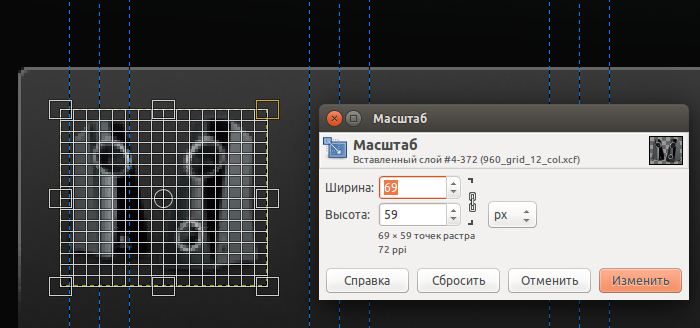 Масштаб
Масштаб
Вставленный слой #4-372 (960_grid_12_col.xcf)
Ширина: 69
Высота: 59 px
69 × 59 точек растра
72 ppi
Справка Сбросить Отменить Изменить